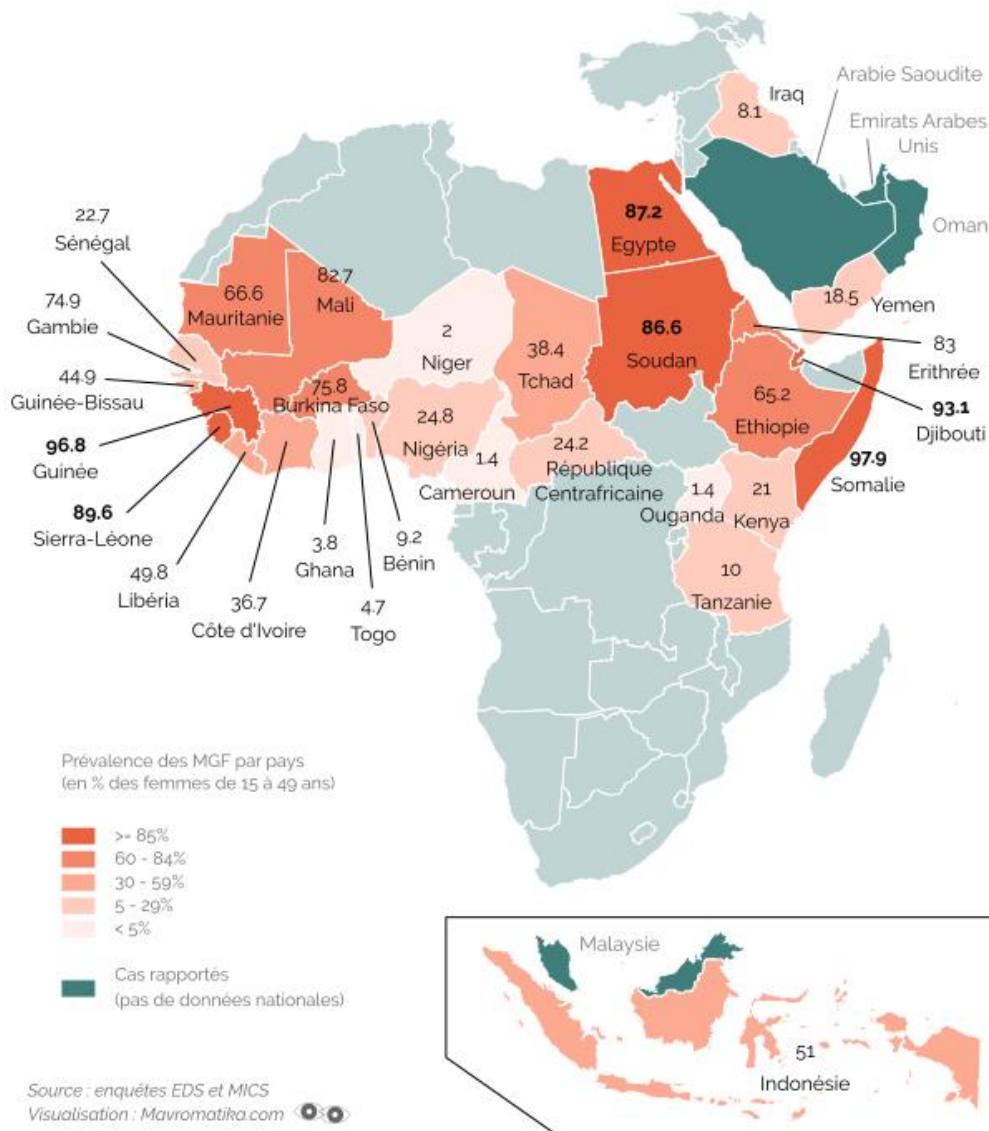 Arabie Saoudite
Iraq
8.1
Emirats Arabes
Unis
Oman
87.2
Egypte
22.7
Sénégal
82.7
Mali
66.6
Mauritanie
74.9
Gambie
18.5
Yemen
2
Niger
38.4
Tchad
86.6
Soudan
83
Erithrée
44.9
Guinée-Bissau
75.8
Burkina Faso
65.2
Ethiopie
93.1
Djibouti
96.8
Guinée
24.8
Nigéria
24.2
République
Centrafricaine
1.4
Cameroun
97.9
Somalie
1.4
Ouganda
21
Kenya
89.6
Sierra-Léone
49.8
Libéria
36.7
Côte d'Ivoire
3.8
Ghana
4.7
Togo
9.2
Bénin
10
Tanzanie
Prévalence des MGF par pays
(en % des femmes de 15 à 49 ans)
>= 85%
60 - 84%
30 - 59%
5 - 29%
< 5%
Cas rapportés
(pas de données nationales)
Malaysie
51
Indonésie
Source : enquêtes EDS et MICS
Visualisation : Mavromatika.com